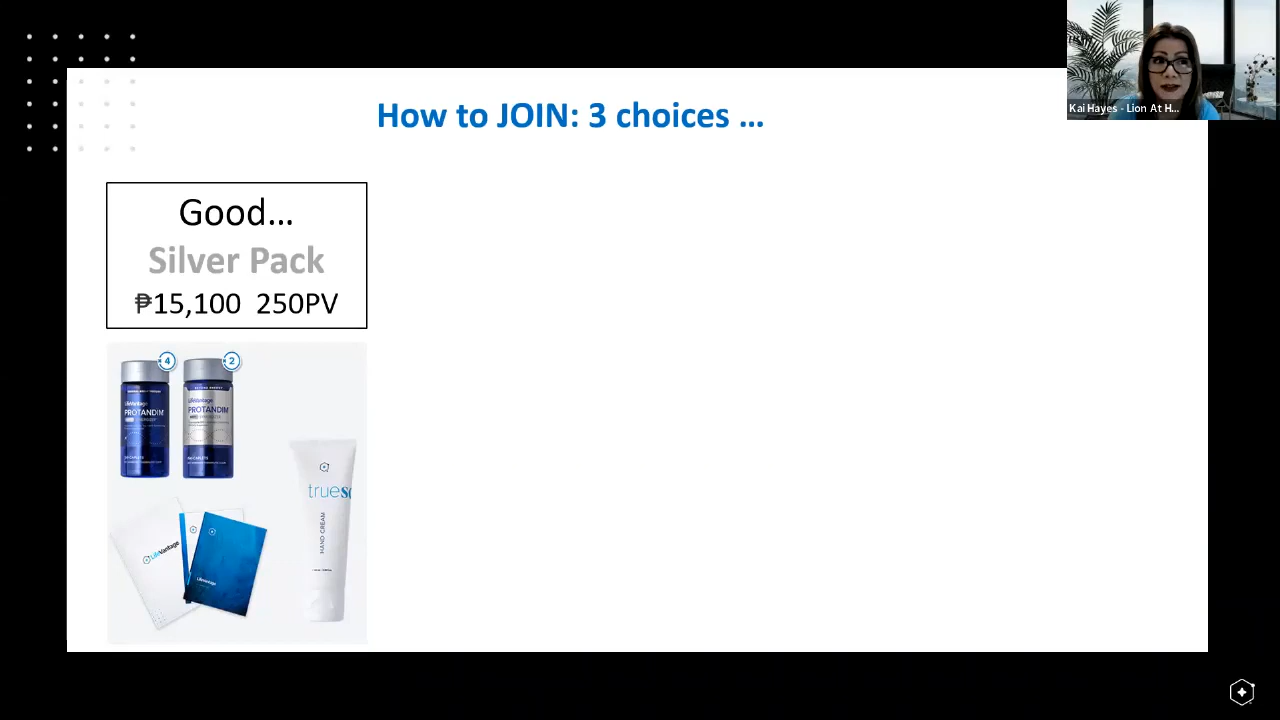 How to JOIN: 3 choices …
Kai Hayes - Lion At H...
Good…
Silver Pack
₱15,100 250PV
4
2
LifeVantage
PROTANDIM
LifeVantage
PROTANDIM
trueSc
HAND CREAM
LifeVantage
LifeVantage